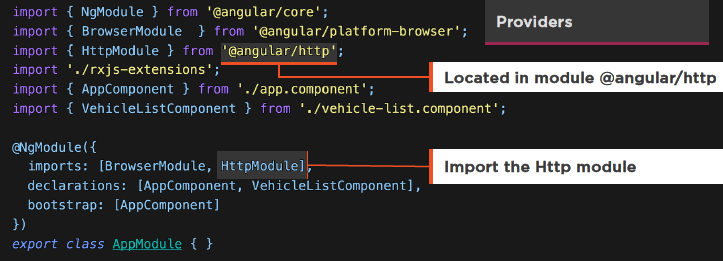 import { NgModule } from '@angular/core';
import { BrowserModule  } from '@angular/platform-browser';
import { HttpModule } from '@angular/http';
import './rxjs-extensions';
import { AppComponent } from './app.component';
import { VehicleListComponent } from './vehicle-list.component';
Providers
Located in module @angular/http
@NgModule({
  imports: [BrowserModule, HttpModule],
  declarations: [AppComponent, VehicleListComponent],
  bootstrap: [AppComponent]
})
export class AppModule { }
Import the Http module